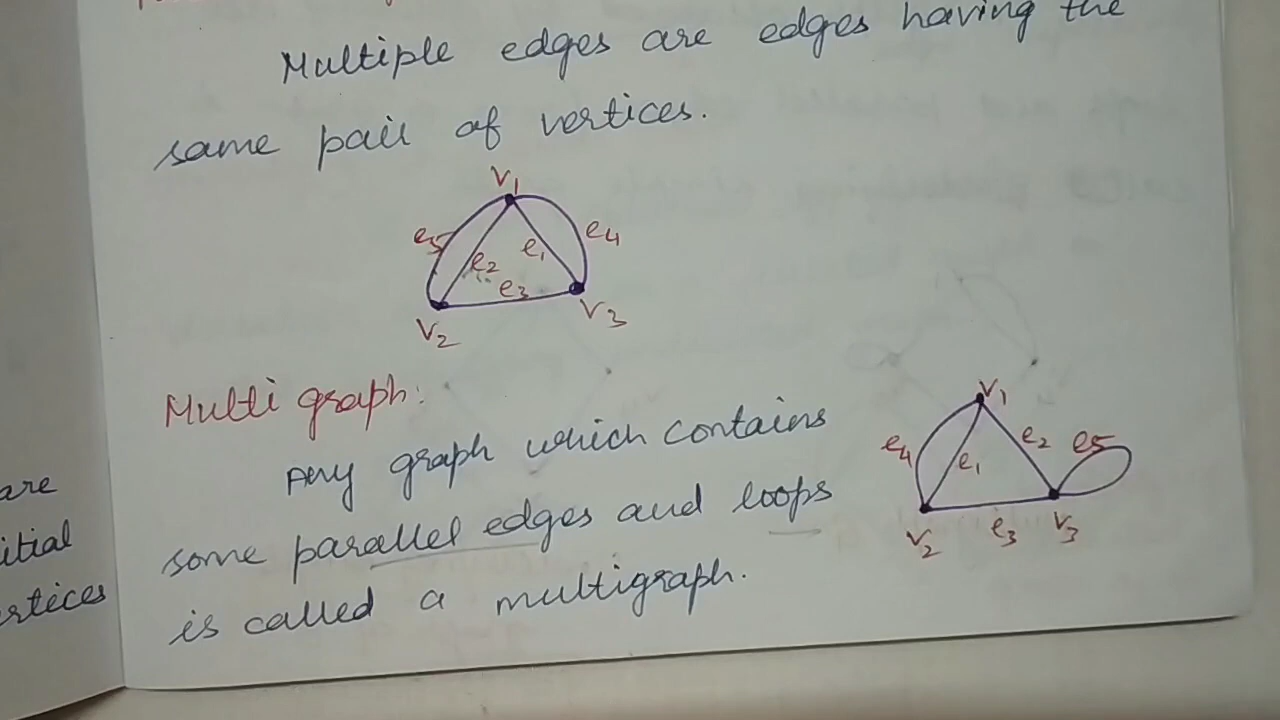 Multiple edges are edges having the
same pair of vertices.
V1
e5
e2
e1
e4
e3
V2
V3
Multi graph:
Any graph which contains
some parallel edges and loops
is called a multigraph.
V1
e4
e1
e2
e5
V2
e3
V3
are
itial
rtices